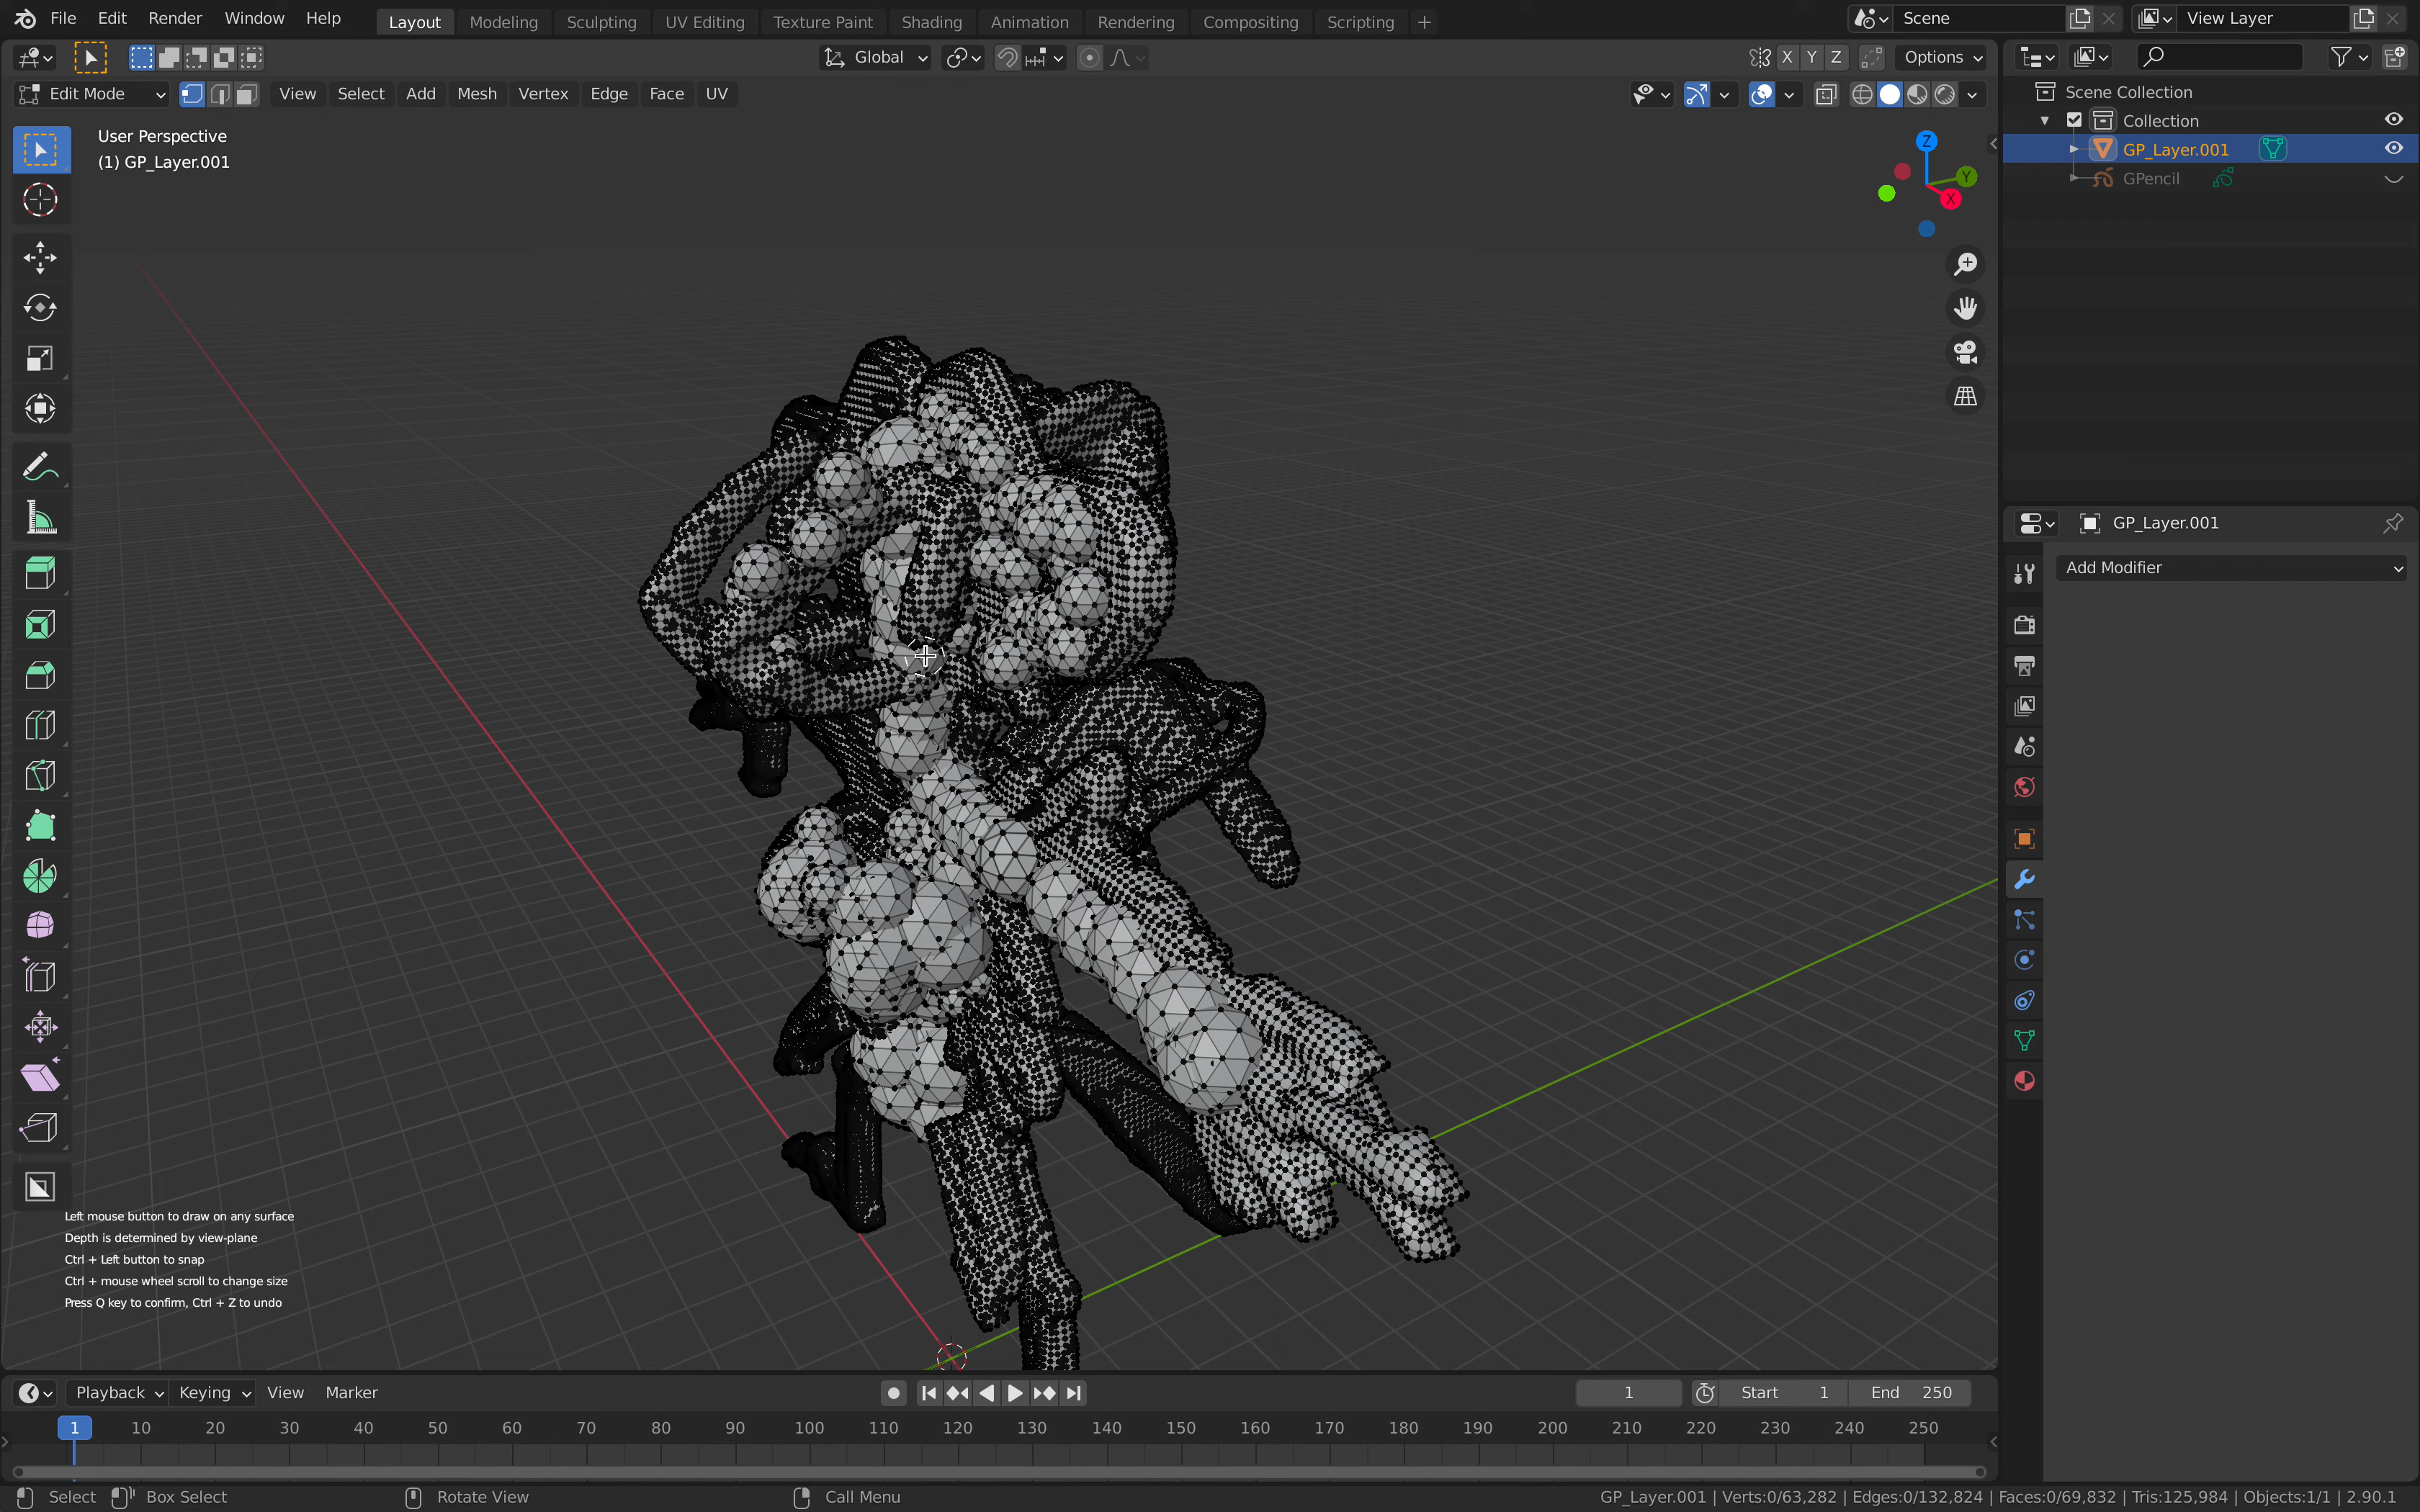 File Edit Render Window Help Layout Modeling Sculpting UV Editing Texture Paint Shading Animation Rendering Compositing Scripting + Scene View Layer
Global X Y Z Options
Edit Mode View Select Add Mesh Vertex Edge Face UV
Scene Collection
Collection
GP_Layer.001
GPencil
User Perspective
(1) GP_Layer.001
Z
Y
X
GP_Layer.001
Add Modifier
Left mouse button to draw on any surface
Depth is determined by view-plane
Ctrl + Left button to snap
Ctrl + mouse wheel scroll to change size
Press Q key to confirm, Ctrl + Z to undo
Playback Keying View Marker 1 Start 1 End 250
1 10 20 30 40 50 60 70 80 90 100 110 120 130 140 150 160 170 180 190 200 210 220 230 240 250
Select Box Select Rotate View Call Menu GP_Layer.001 | Verts:0/63,282 | Edges:0/132,824 | Faces:0/69,832 | Tris:125,984 | Objects:1/1 | 2.90.1